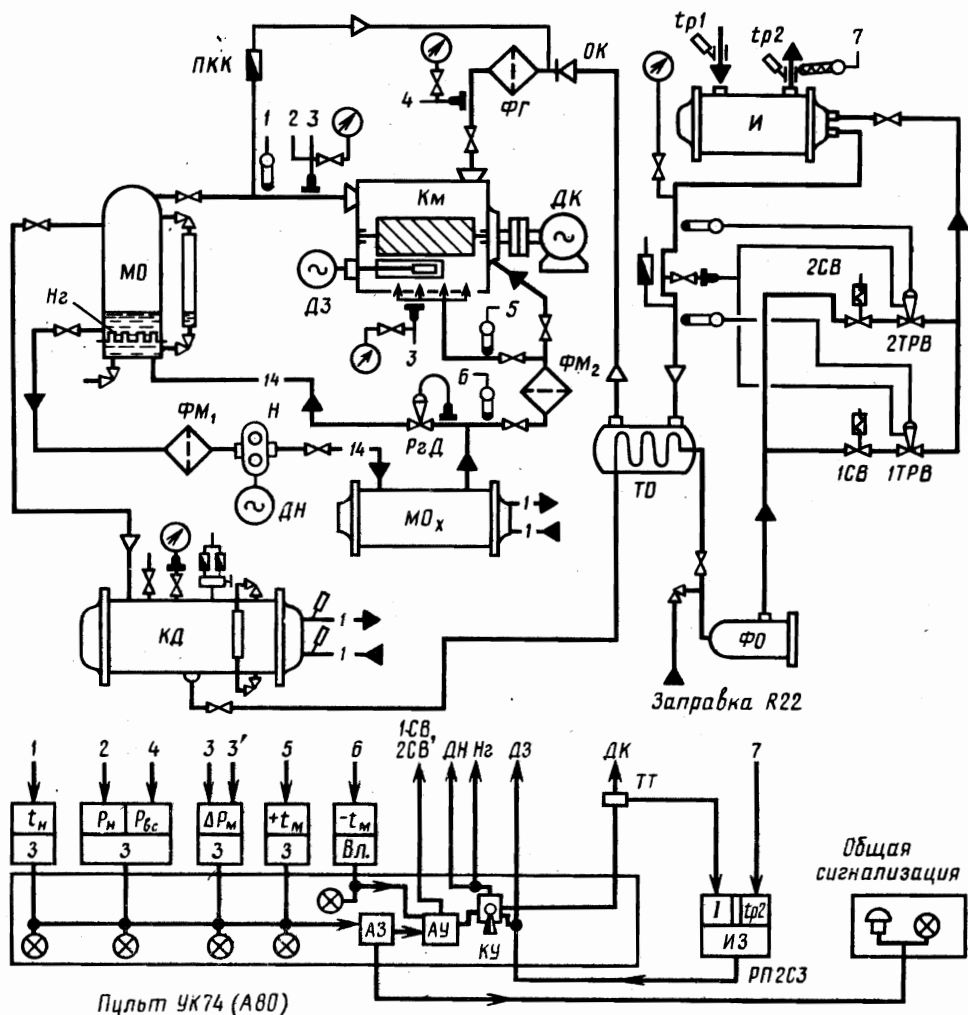 tр1
tр2
7
ПКК
ОК
4
ФГ
1
2
3
И
Км
ДК
МО
2СВ
Нг
ДЗ
5
3
2ТРВ
6
ФМ₂
14
ФМ₁
Н
РгД
14
ТО
1СВ
1ТРВ
ДН
МОх
1
1
КД
1
1
ФО
Заправка R22
1
2
4
3
3′
5
6
1-СВ,
2СВ′
ДН
Нг
ДЗ
ДК
7
ТТ
tн
З
Рн
Рвс
З
ΔРм
З
+tм
З
-tм
Вл.
Общая
сигнализация
АЗ
АУ
КУ
I
tр2
ИЗ
РП2СЗ
Пульт УК74 (А80)